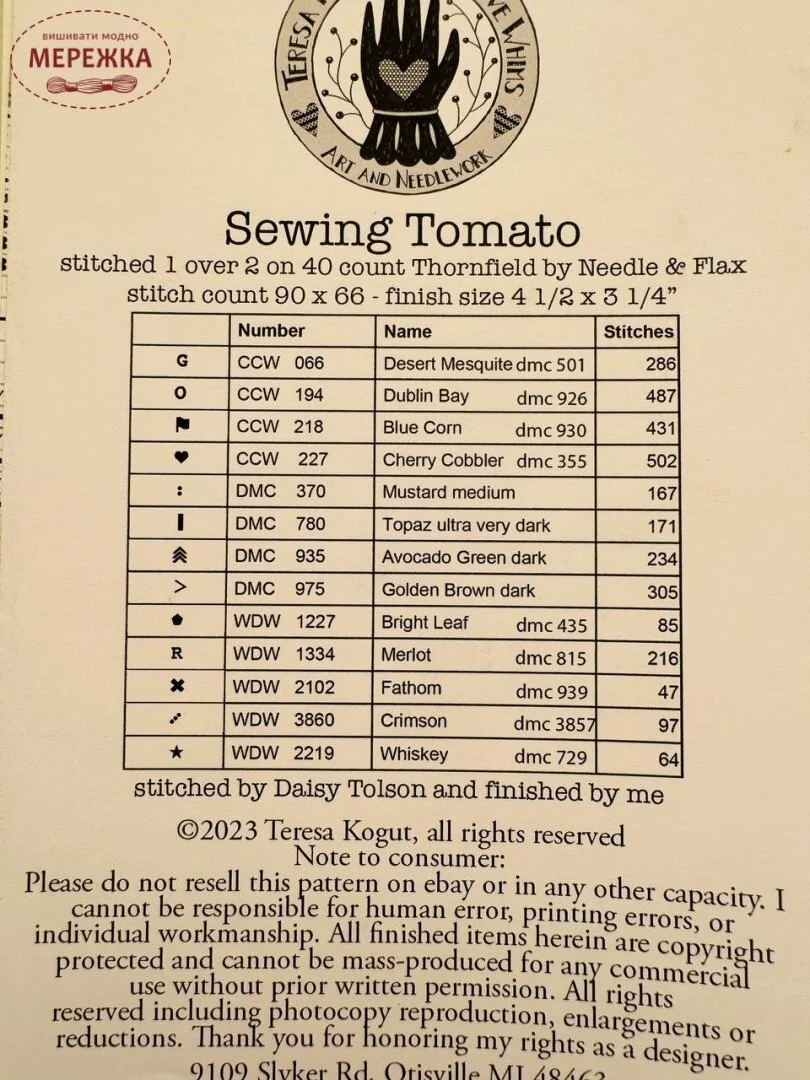 вишивати модно
МЕРЕЖКА
TERESA
VE WHIMS
ART AND NEEDLEWORK
Sewing Tomato
stitched 1 over 2 on 40 count Thornfield by Needle & Flax
stitch count 90 x 66 - finish size 4 1/2 x 3 1/4”
Number Name Stitches
G CCW 066 Desert Mesquite dmc 501 286
O CCW 194 Dublin Bay dmc 926 487
CCW 218 Blue Corn dmc 930 431
♥ CCW 227 Cherry Cobbler dmc 355 502
: DMC 370 Mustard medium 167
DMC 780 Topaz ultra very dark 171
DMC 935 Avocado Green dark 234
> DMC 975 Golden Brown dark 305
WDW 1227 Bright Leaf dmc 435 85
R WDW 1334 Merlot dmc 815 216
✖ WDW 2102 Fathom dmc 939 47
WDW 3860 Crimson dmc 3857 97
★ WDW 2219 Whiskey dmc 729 64
stitched by Daisy Tolson and finished by me
©2023 Teresa Kogut, all rights reserved
Note to consumer:
Please do not resell this pattern on ebay or in any other capacity. I
cannot be responsible for human error, printing errors, or
individual workmanship. All finished items herein are copyright
protected and cannot be mass-produced for any commercial
use without prior written permission. All rights
reserved including photocopy reproduction, enlargements or
reductions. Thank you for honoring my rights as a designer.
9109 Slyker Rd. Otisville MI 48463